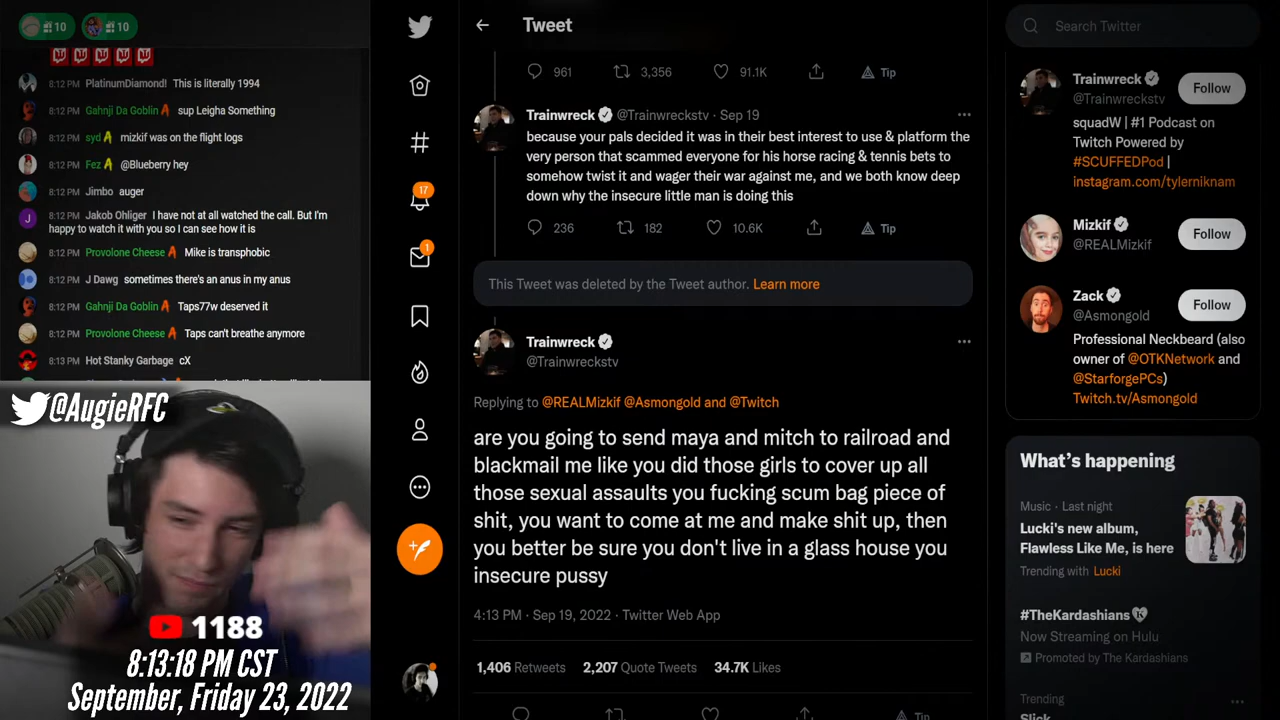 10 10
8:12 PM PlatinumDiamond! This is literally 1994
8:12 PM Gahnji Da Goblin sup Leigha Something
8:12 PM syd mizkif was on the flight logs
8:12 PM Fez @Blueberry hey
8:12 PM Jimbo auger
8:12 PM Jakob Ohliger I have not at all watched the call. But I'm
happy to watch it with you so I can see how it is
8:12 PM Provolone Cheese Mike is transphobic
8:12 PM J Dawg sometimes there's an anus in my anus
8:12 PM Gahnji Da Goblin Taps77w deserved it
8:12 PM Provolone Cheese Taps can't breathe anymore
8:13 PM Hot Stanky Garbage cX
@AugieRFC
1188
8:13:18 PM CST
September, Friday 23, 2022
17
1
Tweet
961 3,356 91.1K Tip
Trainwreck @Trainwreckstv · Sep 19
because your pals decided it was in their best interest to use & platform the
very person that scammed everyone for his horse racing & tennis bets to
somehow twist it and wager their war against me, and we both know deep
down why the insecure little man is doing this
236 182 10.6K Tip
This Tweet was deleted by the Tweet author. Learn more
Trainwreck
@Trainwreckstv
Replying to @REALMizkif @Asmongold and @Twitch
are you going to send maya and mitch to railroad and
blackmail me like you did those girls to cover up all
those sexual assaults you fucking scum bag piece of
shit, you want to come at me and make shit up, then
you better be sure you don't live in a glass house you
insecure pussy
4:13 PM · Sep 19, 2022 · Twitter Web App
1,406 Retweets 2,207 Quote Tweets 34.7K Likes
Tip
Search Twitter
Trainwreck
@Trainwreckstv
Follow
squadW | #1 Podcast on
Twitch Powered by
#SCUFFEDPod |
instagram.com/tylerniknam
Mizkif
@REALMizkif
Follow
Zack
@Asmongold
Follow
Professional Neckbeard (also
owner of @OTKNetwork and
@StarforgePCs)
Twitch.tv/Asmongold
What's happening
Music · Last night
Lucki's new album,
Flawless Like Me, is here
Trending with Lucki
#TheKardashians
Now Streaming on Hulu
Promoted by The Kardashians
Trending
Slick